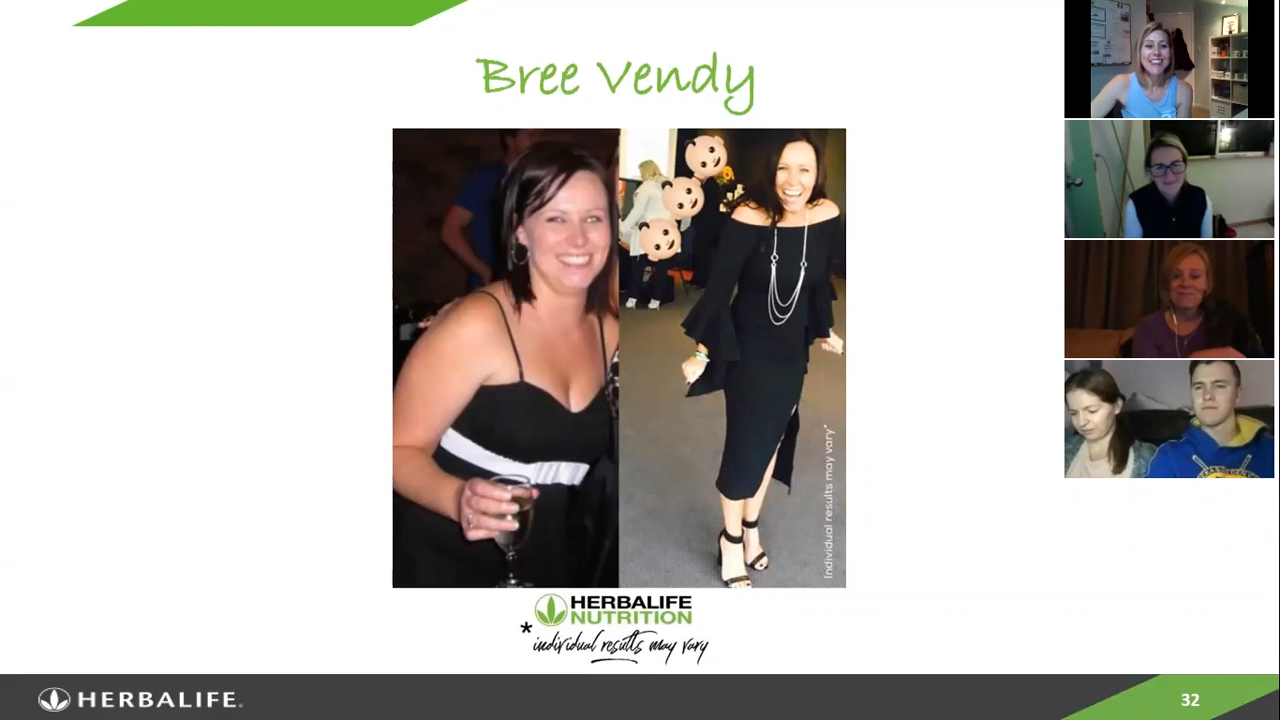 Bree Vendy
Individual results may vary*
HERBALIFE
NUTRITION
*individual results may vary
HERBALIFE.
32